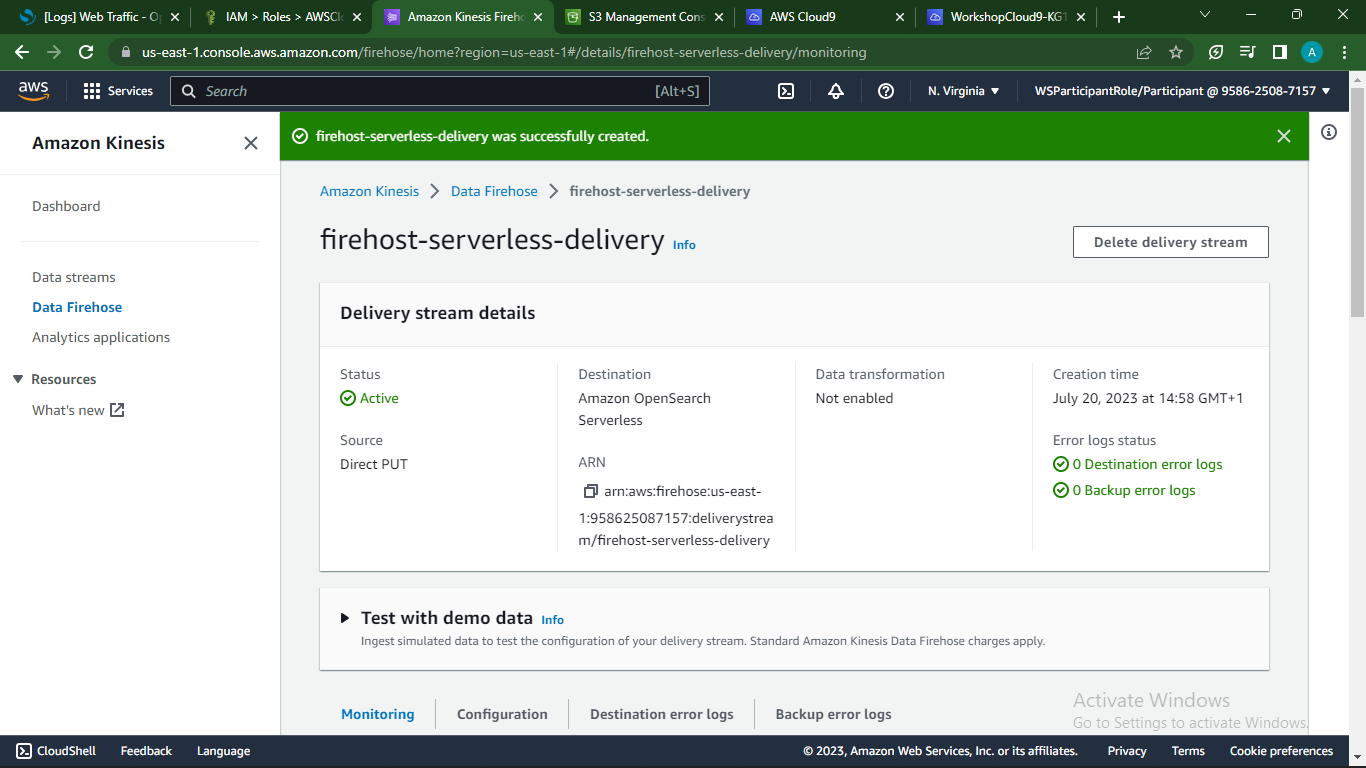 [Logs] Web Traffic - Op
IAM > Roles > AWSCl
Amazon Kinesis Fireho
S3 Management Cons
AWS Cloud9
WorkshopCloud9-KG1
us-east-1.console.aws.amazon.com/firehose/home?region=us-east-1#/details/firehost-serverless-delivery/monitoring
A
aws
Services
Search
[Alt+S]
N. Virginia
WSParticipantRole/Participant @ 9586-2508-7157
Amazon Kinesis
Dashboard
Data streams
Data Firehose
Analytics applications
Resources
What's new
firehost-serverless-delivery was successfully created.
Amazon Kinesis
Data Firehose
firehost-serverless-delivery
firehost-serverless-delivery Info
Delete delivery stream
Delivery stream details
Status
Active
Source
Direct PUT
Destination
Amazon OpenSearch
Serverless
ARN
arn:aws:firehose:us-east-
1:958625087157:deliverystrea
m/firehost-serverless-delivery
Data transformation
Not enabled
Creation time
July 20, 2023 at 14:58 GMT+1
Error logs status
0 Destination error logs
0 Backup error logs
Test with demo data Info
Ingest simulated data to test the configuration of your delivery stream. Standard Amazon Kinesis Data Firehose charges apply.
Monitoring
Configuration
Destination error logs
Backup error logs
Activate Windows
Go to Settings to activate Windows.
CloudShell
Feedback
Language
© 2023, Amazon Web Services, Inc. or its affiliates.
Privacy
Terms
Cookie preferences